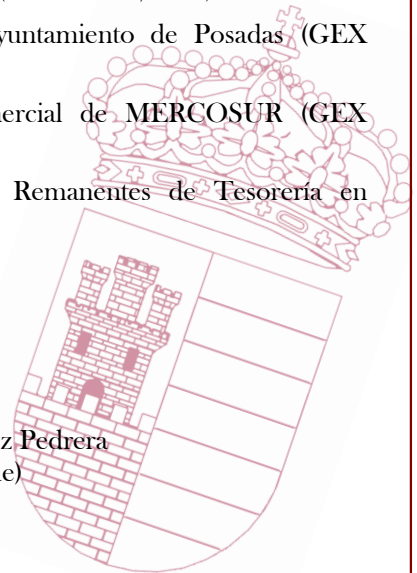 yuntamiento de Posadas (GEX
ercial de MERCOSUR (GEX
Remanentes de Tesorería en
z Pedrera
e)